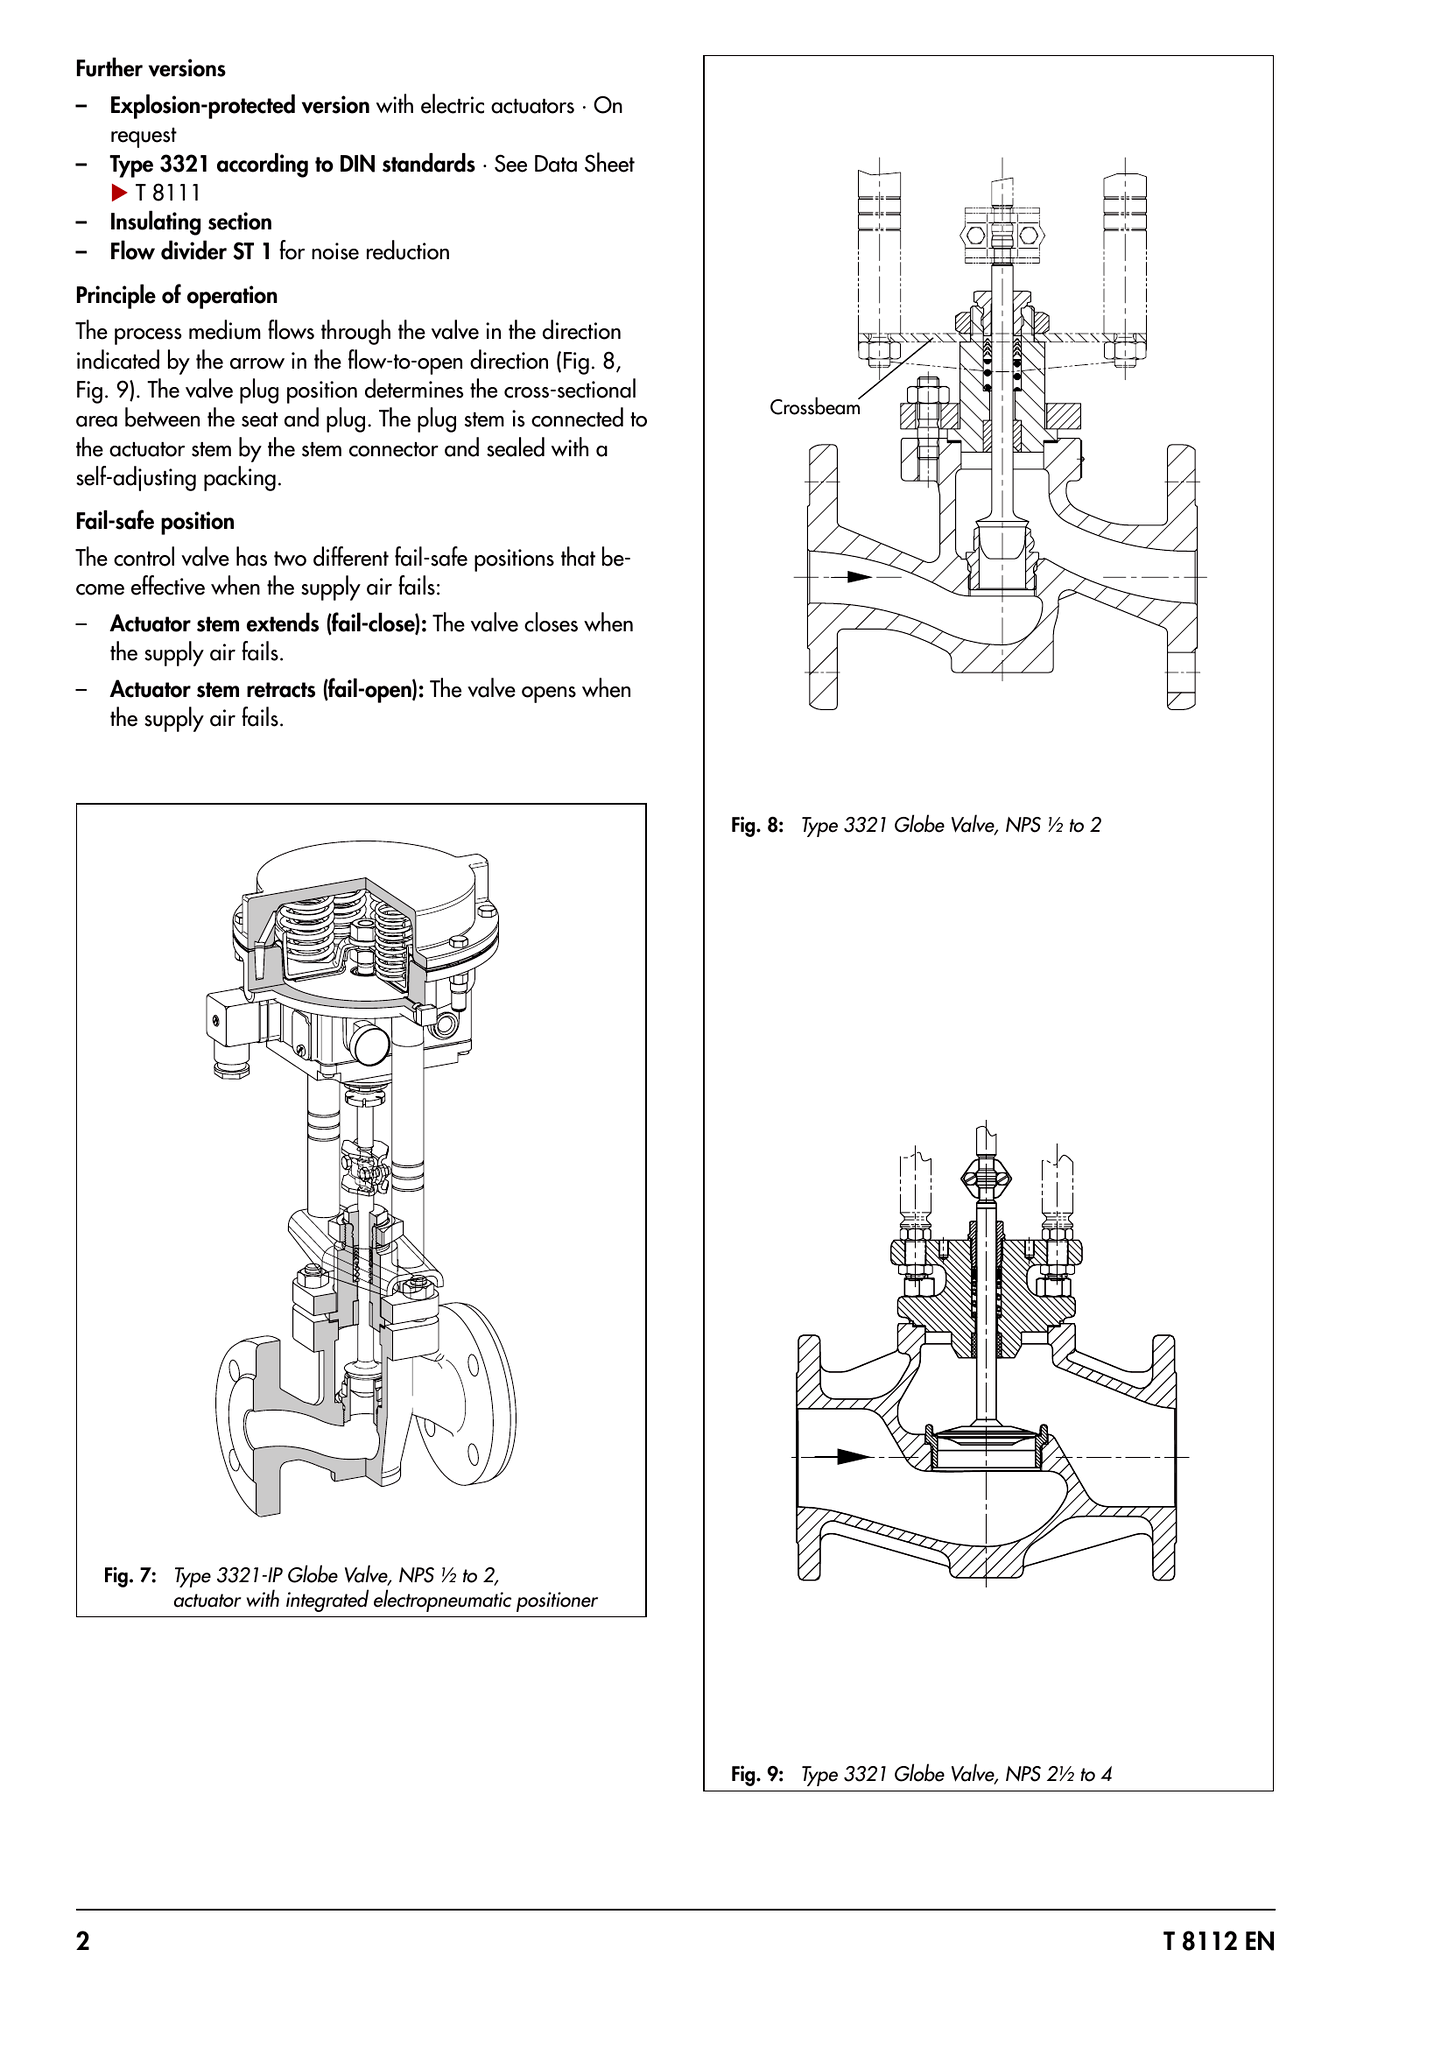 Further versions
– Explosion-protected version with electric actuators · On
request
– Type 3321 according to DIN standards · See Data Sheet
▶ T 8111
– Insulating section
– Flow divider ST 1 for noise reduction
Principle of operation
The process medium flows through the valve in the direction
indicated by the arrow in the flow-to-open direction (Fig. 8,
Fig. 9). The valve plug position determines the cross-sectional
area between the seat and plug. The plug stem is connected to
the actuator stem by the stem connector and sealed with a
self-adjusting packing.
Fail-safe position
The control valve has two different fail-safe positions that be-
come effective when the supply air fails:
– Actuator stem extends (fail-close): The valve closes when
the supply air fails.
– Actuator stem retracts (fail-open): The valve opens when
the supply air fails.
Fig. 7: Type 3321-IP Globe Valve, NPS ½ to 2,
actuator with integrated electropneumatic positioner
Crossbeam
Fig. 8: Type 3321 Globe Valve, NPS ½ to 2
Fig. 9: Type 3321 Globe Valve, NPS 2½ to 4
2
T 8112 EN